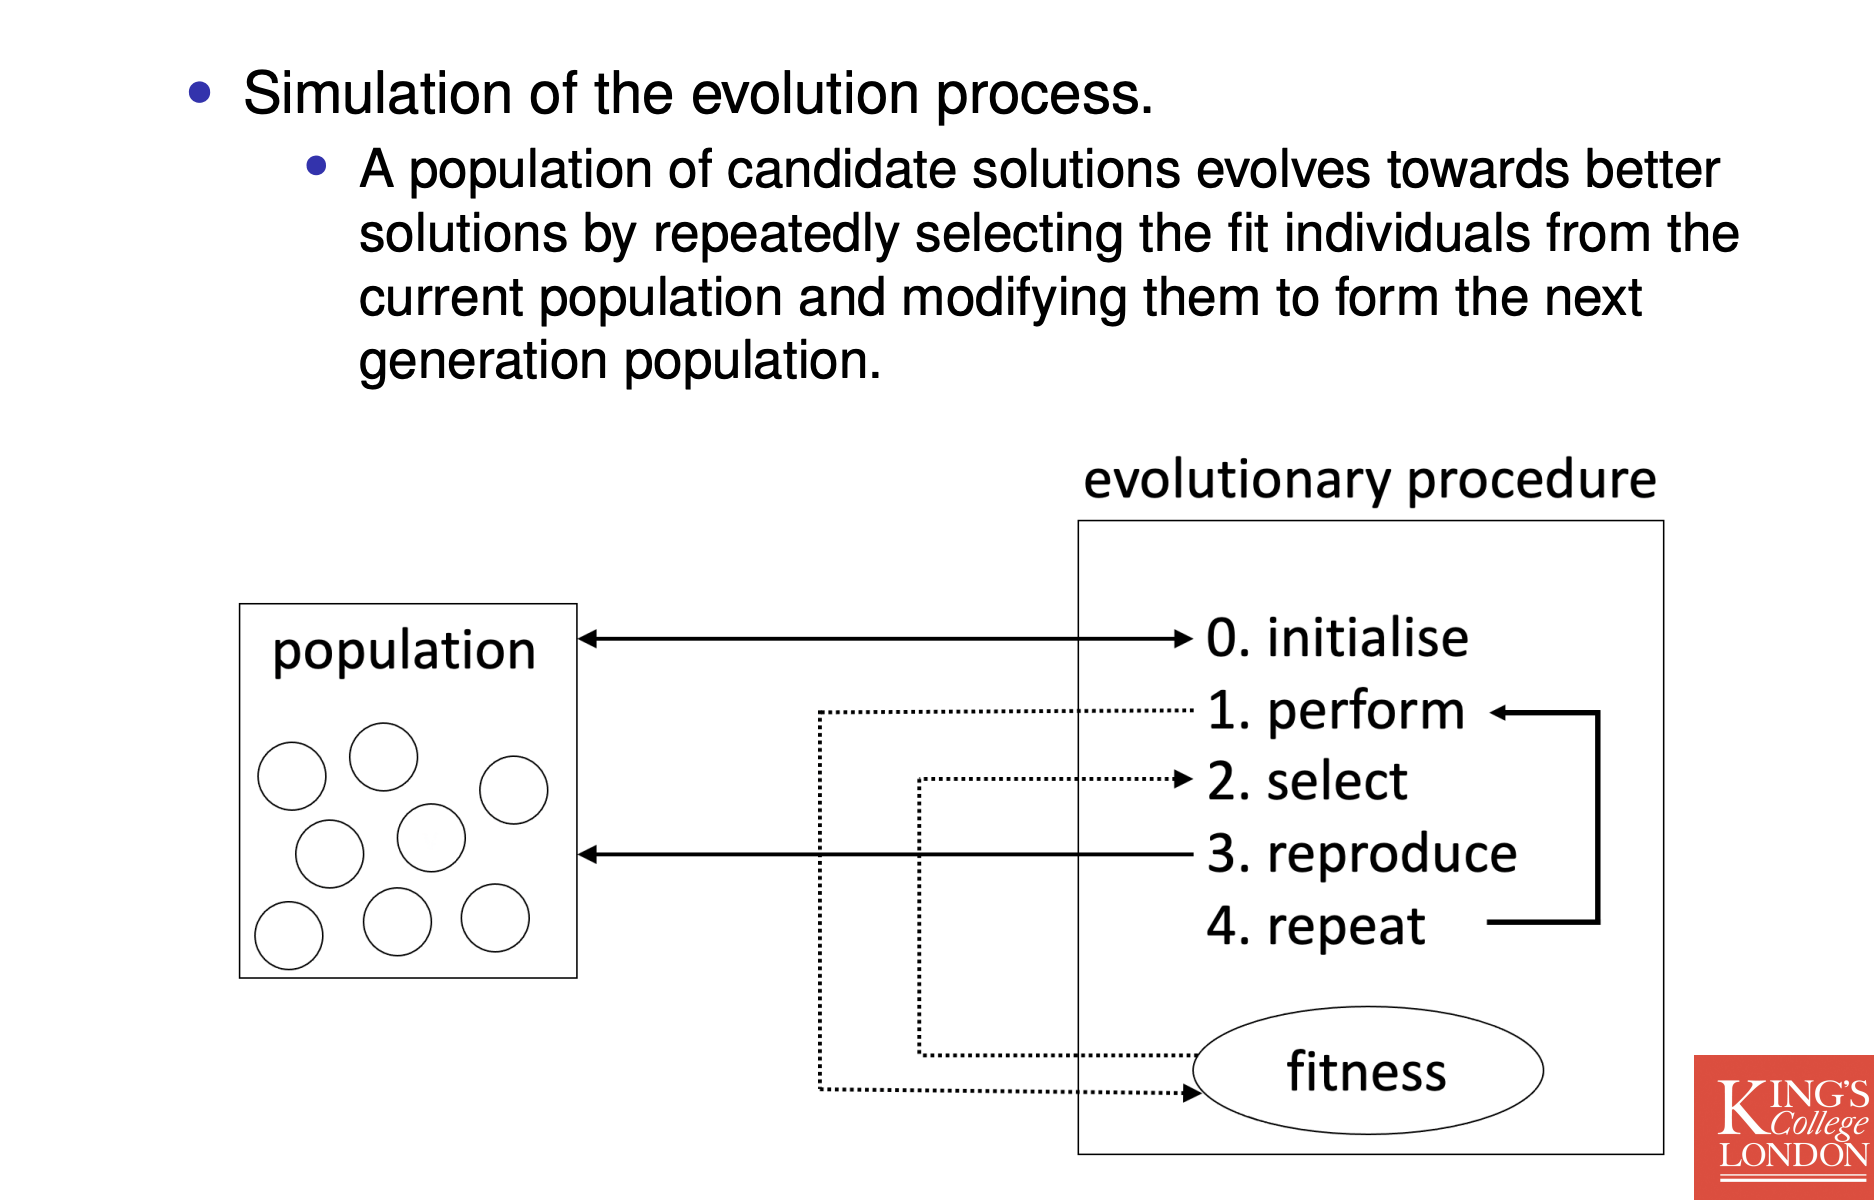 Simulation of the evolution process.
A population of candidate solutions evolves towards better
solutions by repeatedly selecting the fit individuals from the
current population and modifying them to form the next
generation population.
evolutionary procedure
population
0. initialise
1. perform
2. select
3. reproduce
4. repeat
fitness
KING'S
College
LONDON